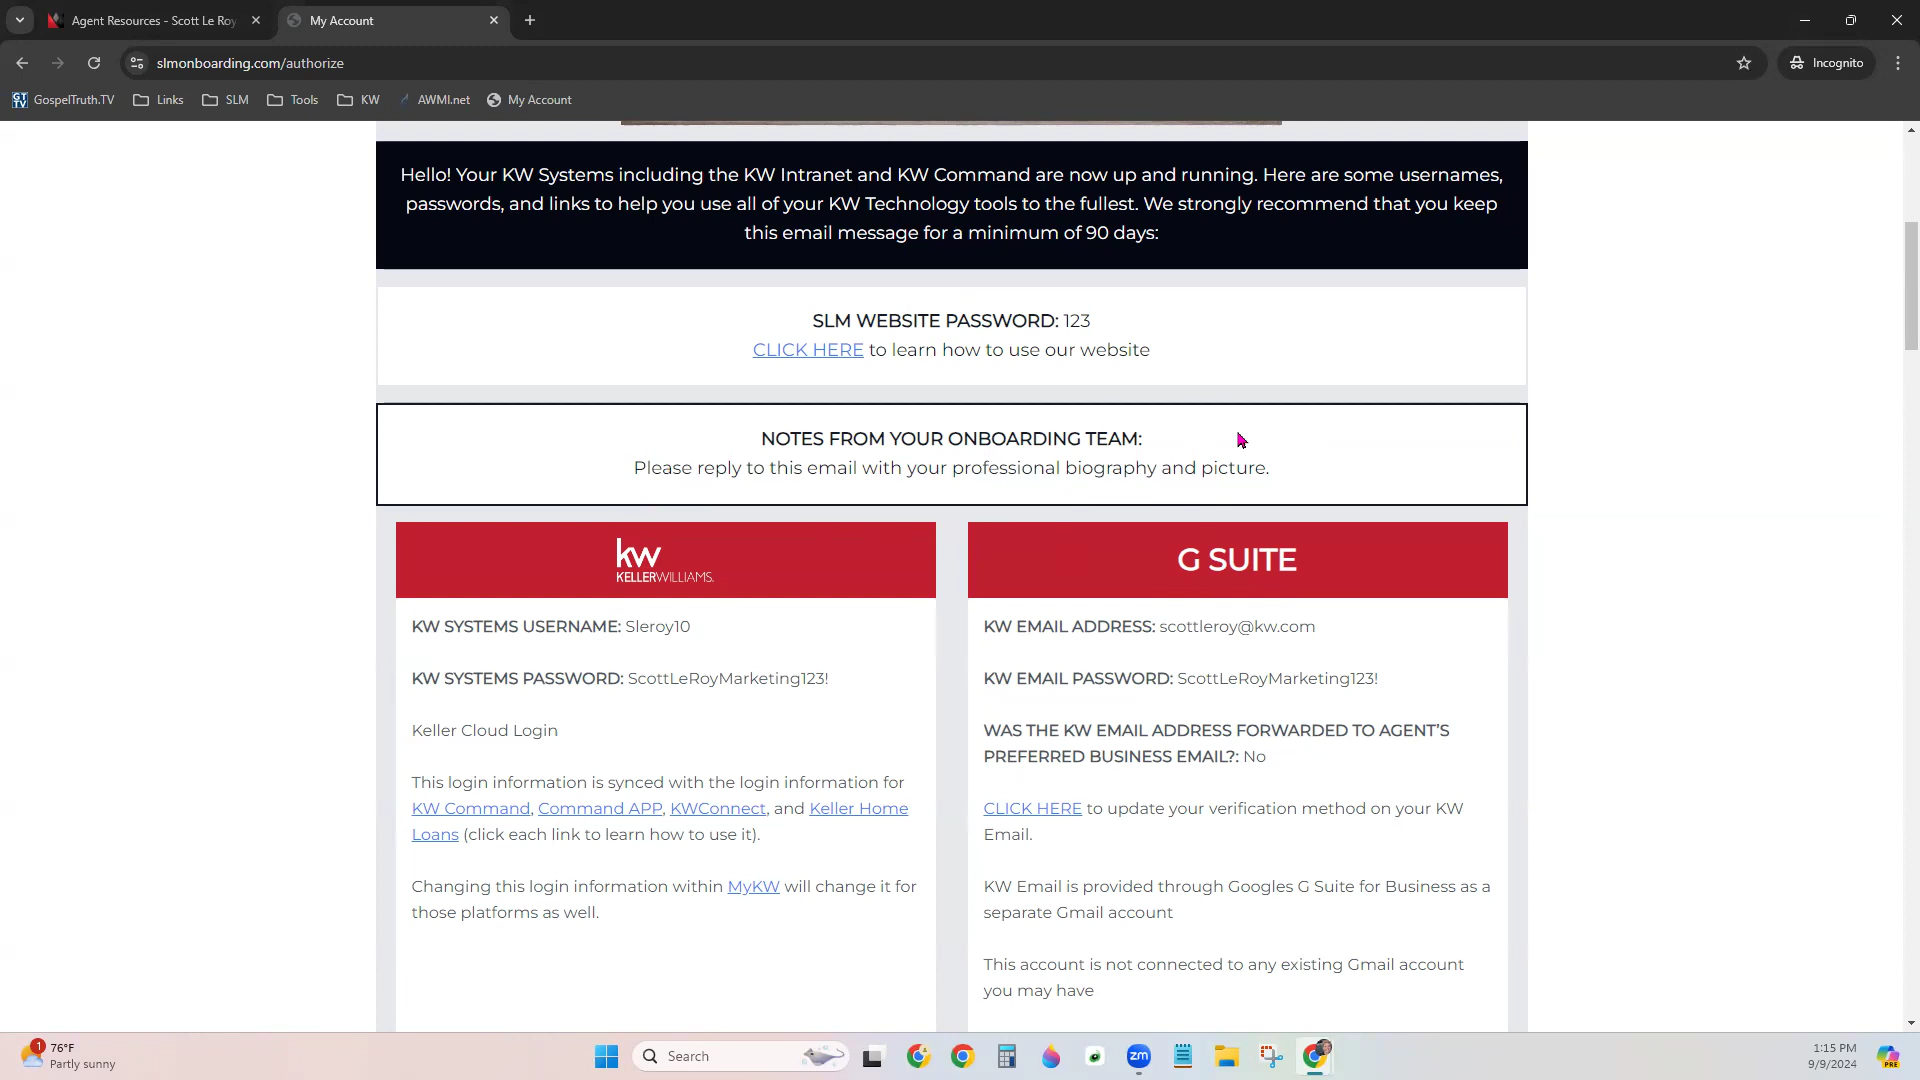 Agent Resources - Scott Le Roy
My Account
slmonboarding.com/authorize
Incognito
GospelTruth.TV
Links
SLM
Tools
KW
AWMI.net
My Account
Hello! Your KW Systems including the KW Intranet and KW Command are now up and running. Here are some usernames,
passwords, and links to help you use all of your KW Technology tools to the fullest. We strongly recommend that you keep
this email message for a minimum of 90 days:
SLM WEBSITE PASSWORD: 123
CLICK HERE to learn how to use our website
NOTES FROM YOUR ONBOARDING TEAM:
Please reply to this email with your professional biography and picture.
kw
KELLERWILLIAMS.
KW SYSTEMS USERNAME: Sleroy10
KW SYSTEMS PASSWORD: ScottLeRoyMarketing123!
Keller Cloud Login
This login information is synced with the login information for
KW Command, Command APP, KWConnect, and Keller Home
Loans (click each link to learn how to use it).
Changing this login information within MyKW will change it for
those platforms as well.
G SUITE
KW EMAIL ADDRESS: scottleroy@kw.com
KW EMAIL PASSWORD: ScottLeRoyMarketing123!
WAS THE KW EMAIL ADDRESS FORWARDED TO AGENT'S
PREFERRED BUSINESS EMAIL?: No
CLICK HERE to update your verification method on your KW
Email.
KW Email is provided through Googles G Suite for Business as a
separate Gmail account
This account is not connected to any existing Gmail account
you may have
1
76°F
Partly sunny
Search
zm
1:15 PM
9/9/2024
PRE